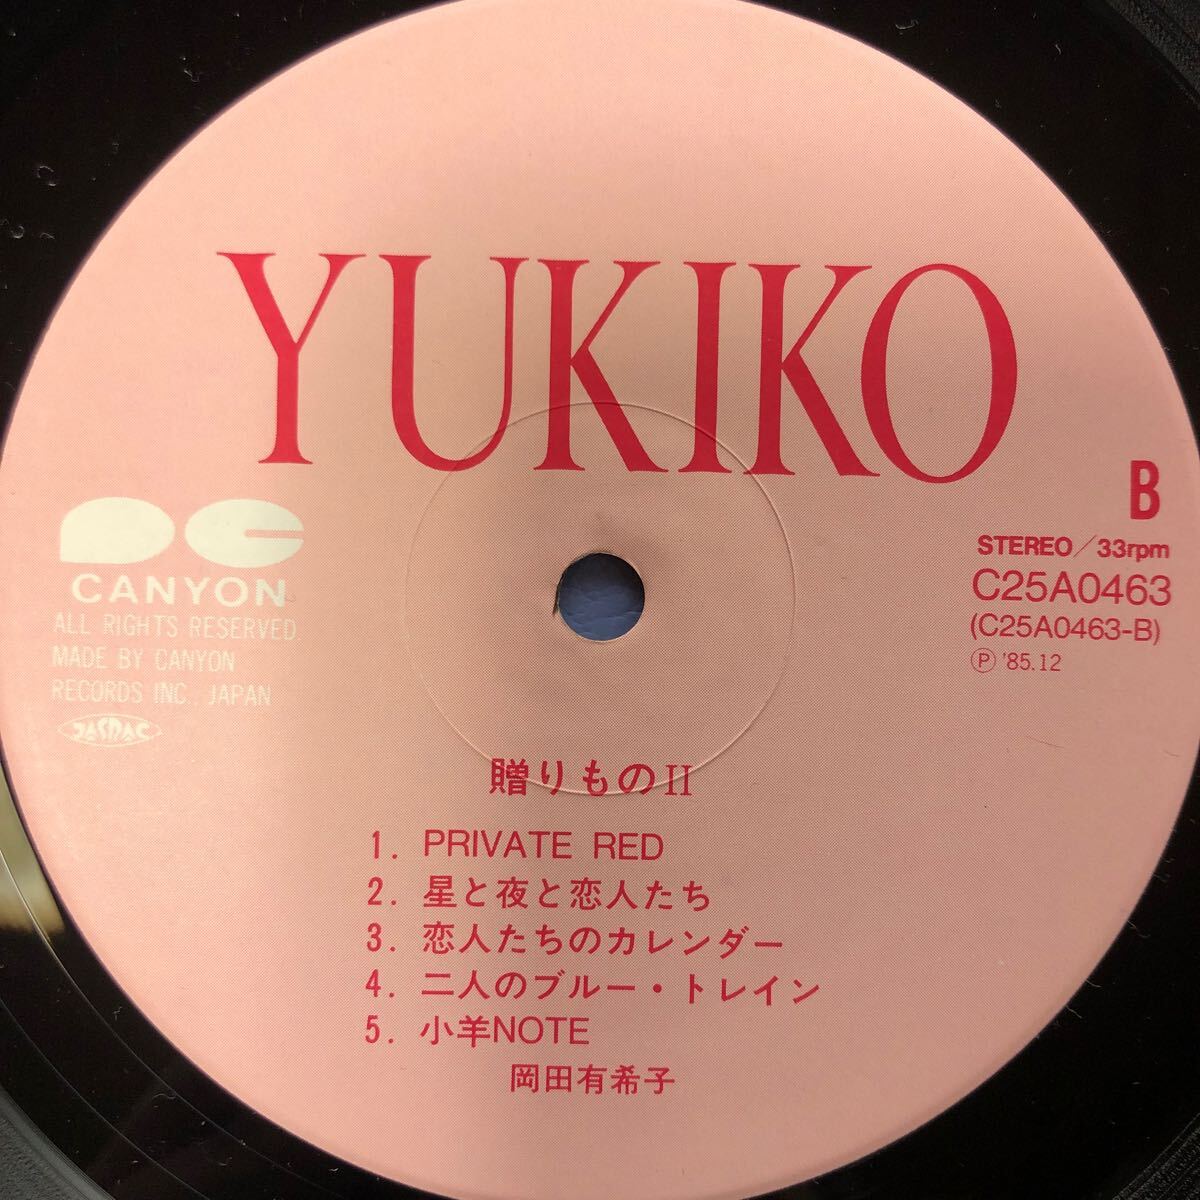 YUKIKO
B
STEREO/33rpm
C25A0463
(C25A0463-B)
Ⓟ '85.12
CANYON
ALL RIGHTS RESERVED.
MADE BY CANYON
RECORDS INC., JAPAN
JASRAC
贈りものII
1. PRIVATE RED
2. 星と夜と恋人たち
3. 恋人たちのカレンダー
4. 二人のブルー・トレイン
5. 小羊NOTE
岡田有希子